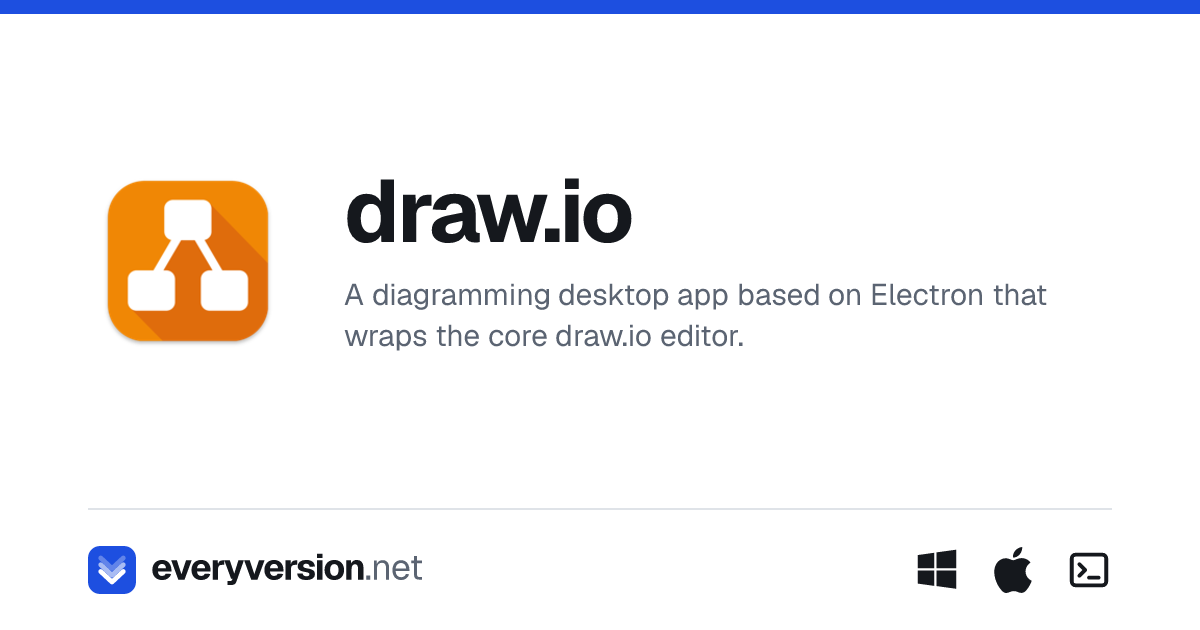 draw.io
A diagramming desktop app based on Electron that
wraps the core draw.io editor.
everyversion.net